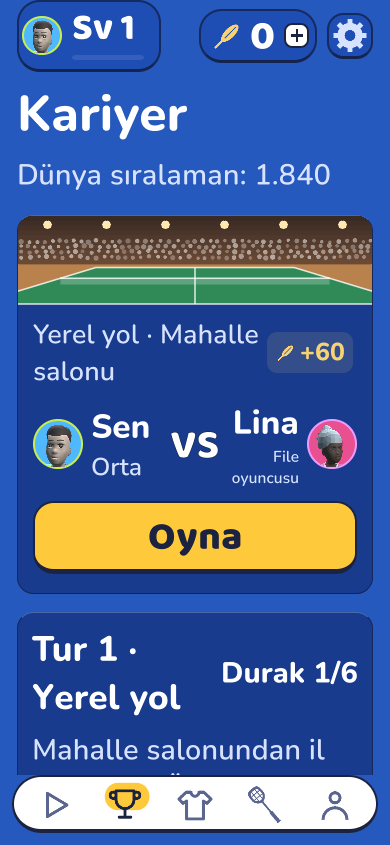 Sv 1
0
Kariyer
Dünya sıralaman: 1.840
Yerel yol · Mahalle
salonu
+60
Sen
Orta
VS
Lina
File
oyuncusu
Oyna
Tur 1 ·
Yerel yol
Durak 1/6
Mahalle salonundan il